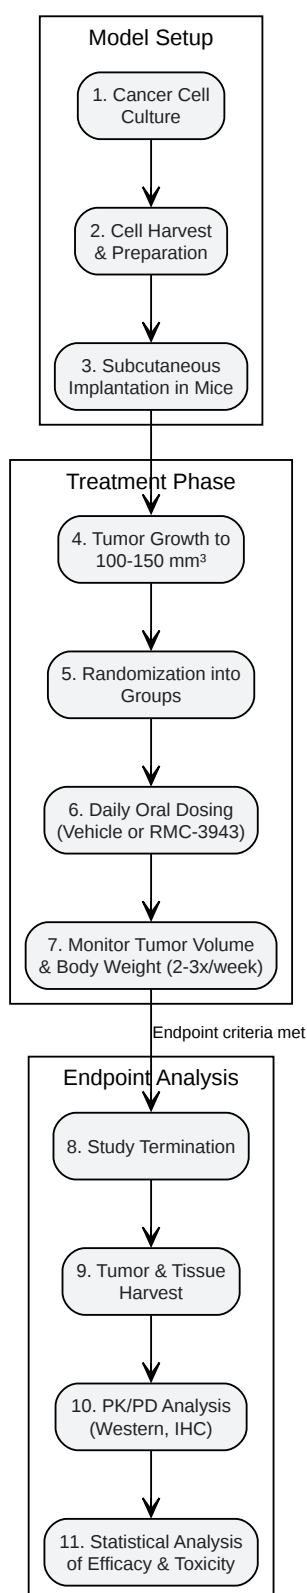 Model Setup
1. Cancer Cell
Culture
2. Cell Harvest
& Preparation
3. Subcutaneous
Implantation in Mice
Treatment Phase
4. Tumor Growth to
100-150 mm³
5. Randomization into
Groups
6. Daily Oral Dosing
(Vehicle or RMC-3943)
7. Monitor Tumor Volume
& Body Weight (2-3x/week)
Endpoint criteria met
Endpoint Analysis
8. Study Termination
9. Tumor & Tissue
Harvest
10. PK/PD Analysis
(Western, IHC)
11. Statistical Analysis
of Efficacy & Toxicity